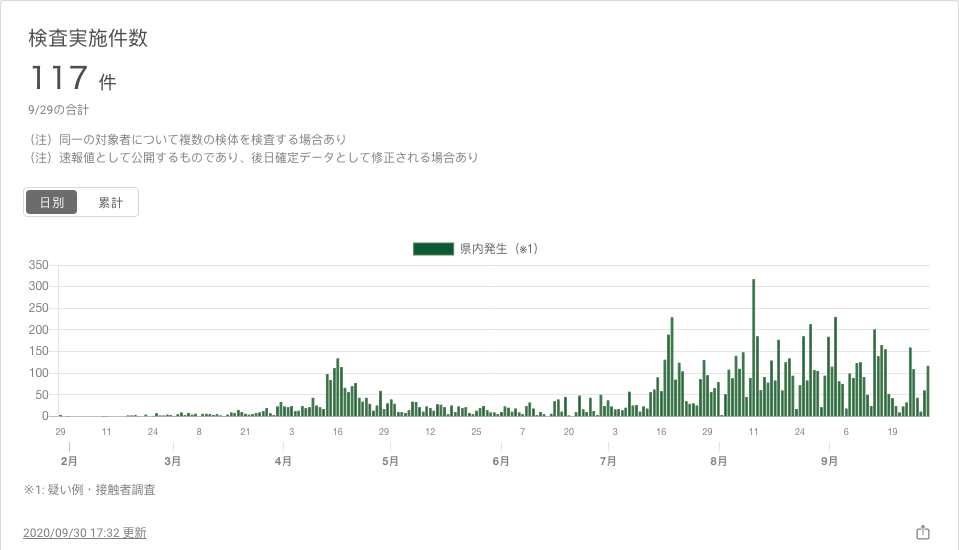 検査実施件数
117 件
9/29の合計
（注）同一の対象者について複数の検体を検査する場合あり
（注）速報値として公開するものであり、後日確定データとして修正される場合あり
日別 累計
県内発生（※1）
350
300
250
200
150
100
50
0
29 11 24 8 21 3 16 29 12 25 7 20 3 16 29 11 24 6 19
2月 3月 4月 5月 6月 7月 8月 9月
※1: 疑い例・接触者調査
2020/09/30 17:32 更新